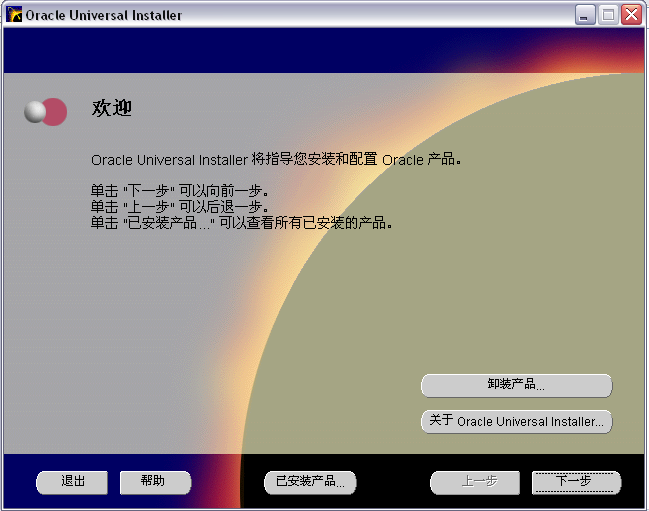 Oracle Universal Installer
欢迎
Oracle Universal Installer 将指导您安装和配置 Oracle 产品。
单击 "下一步" 可以向前一步。
单击 "上一步" 可以后退一步。
单击 "已安装产品..." 可以查看所有已安装的产品。
卸装产品...
关于 Oracle Universal Installer...
退出
帮助
已安装产品...
上一步
下一步